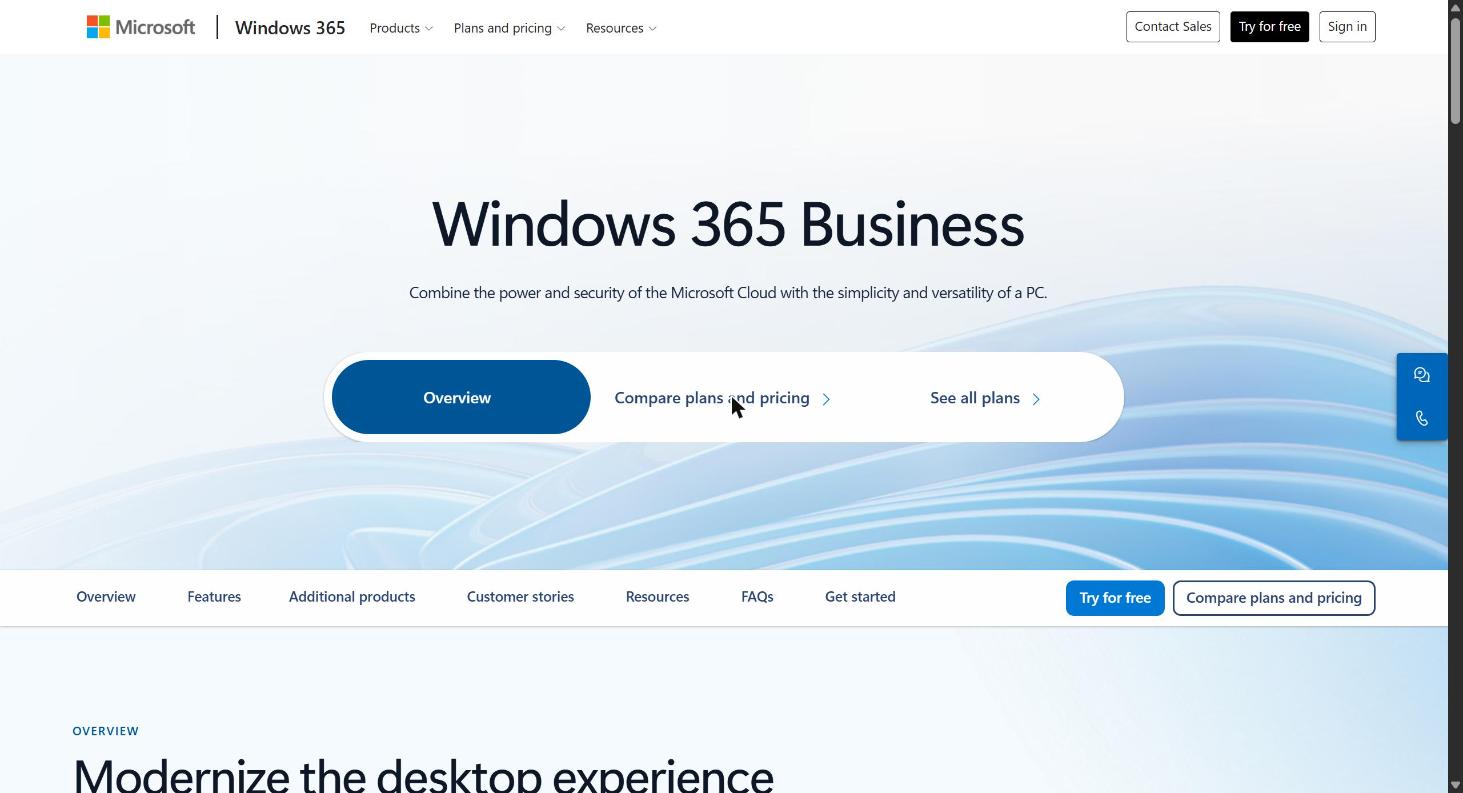 Microsoft
Windows 365
Products
Plans and pricing
Resources
Contact Sales
Try for free
Sign in
Windows 365 Business
Combine the power and security of the Microsoft Cloud with the simplicity and versatility of a PC.
Overview
Compare plans and pricing
See all plans
Overview
Features
Additional products
Customer stories
Resources
FAQs
Get started
Try for free
Compare plans and pricing
OVERVIEW
Modernize the desktop experience